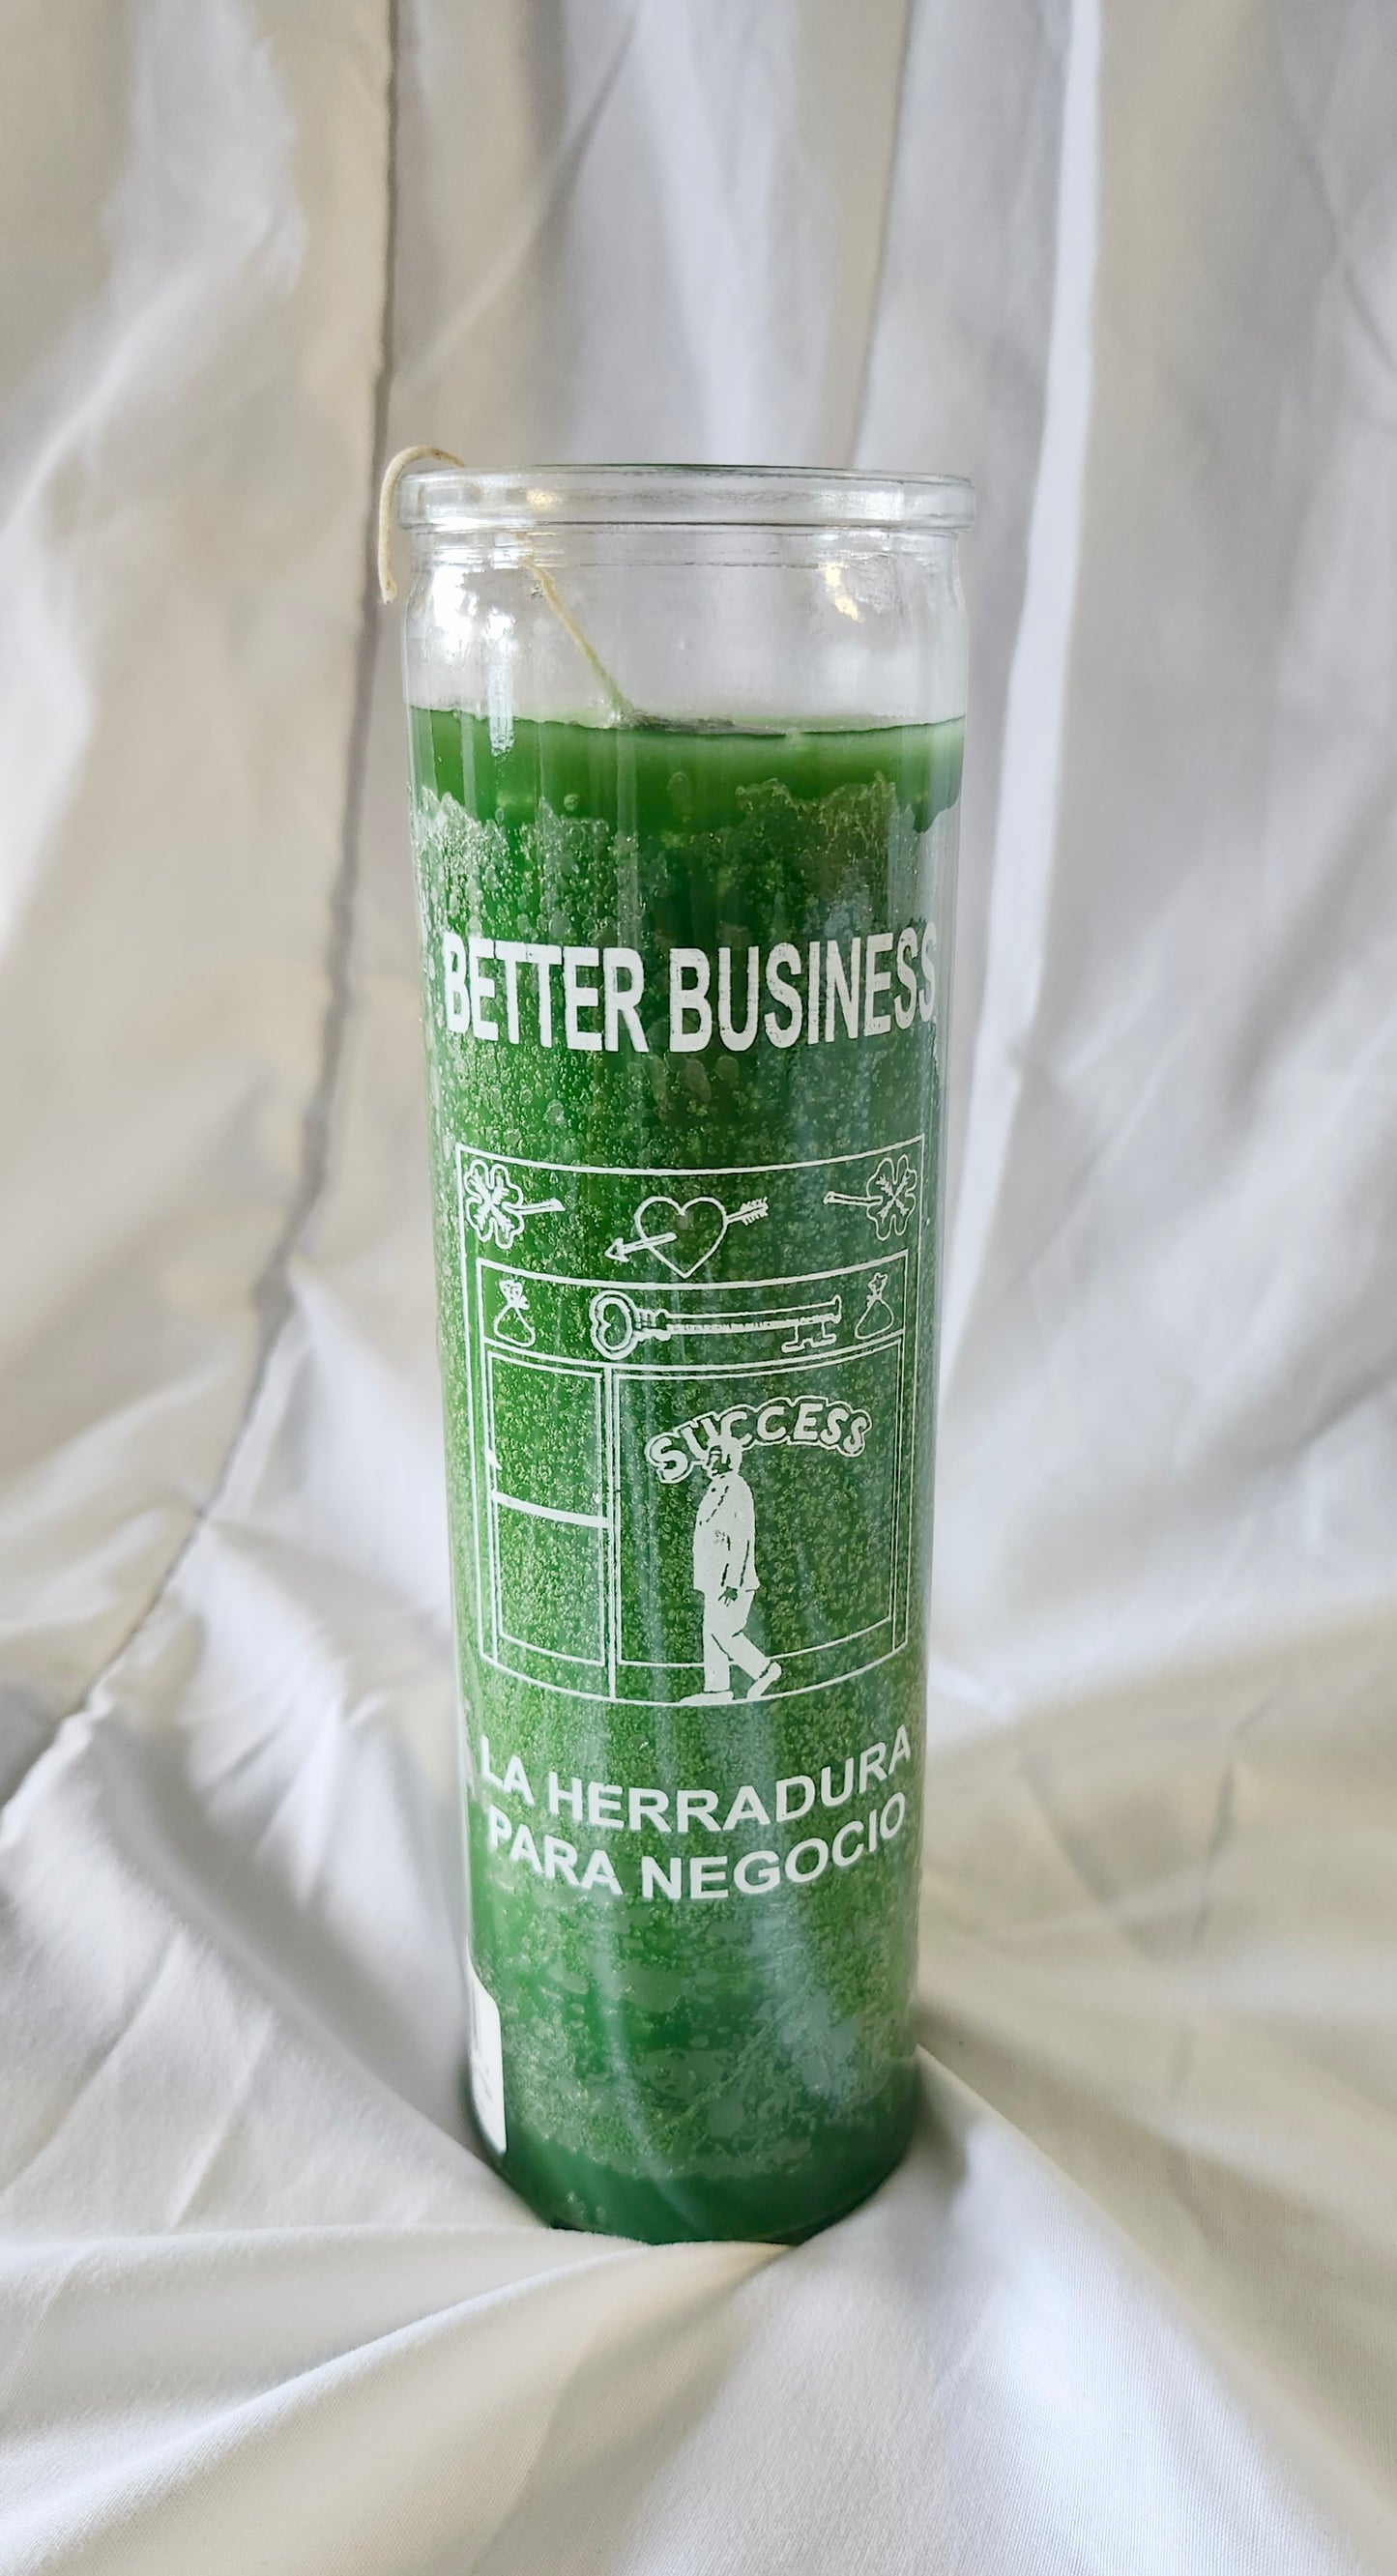 BETTER BUSINESS
SUCCESS
LA HERRADURA
PARA NEGOCIO